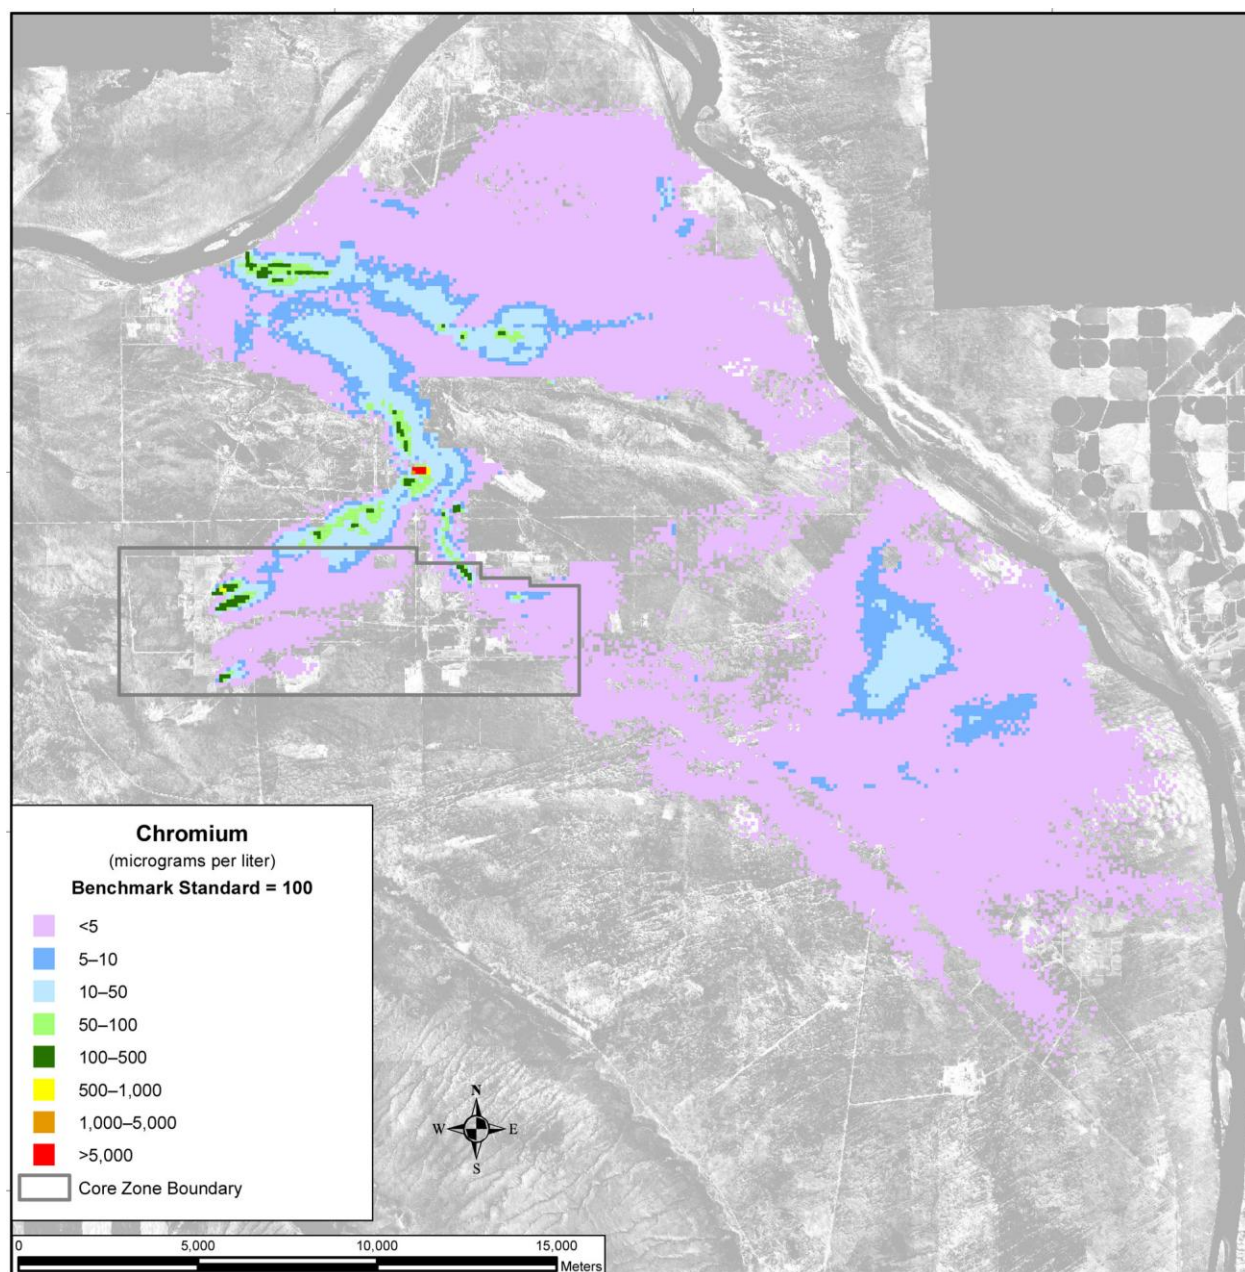 Chromium
(micrograms per liter)
Benchmark Standard = 100
<5
5–10
10–50
50–100
100–500
500–1,000
1,000–5,000
>5,000
Core Zone Boundary
N
W E
S
0 5,000 10,000 15,000
Meters